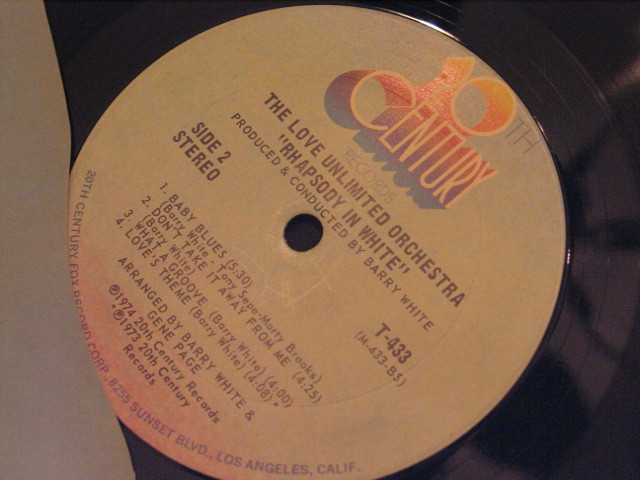 20TH
CENTURY
RECORDS
THE LOVE UNLIMITED ORCHESTRA
"RHAPSODY IN WHITE"
PRODUCED & CONDUCTED BY BARRY WHITE
SIDE 2
STEREO
T-433
(M-433-BS)
1. BABY BLUES (5:30)
(Barry White - Tony Sepe-Marty Brooks)
2. DON'T TAKE IT AWAY FROM ME (4:25)
(Barry White)
3. WHAT A GROOVE (Barry White) (4:00)
4. LOVE'S THEME (Barry White) (4:08)*
ARRANGED BY BARRY WHITE &
GENE PAGE
℗1974 20th Century Records
*℗1973 20th Century
Records
20TH CENTURY FOX RECORD CORP., 8255 SUNSET BLVD., LOS ANGELES, CALIF.